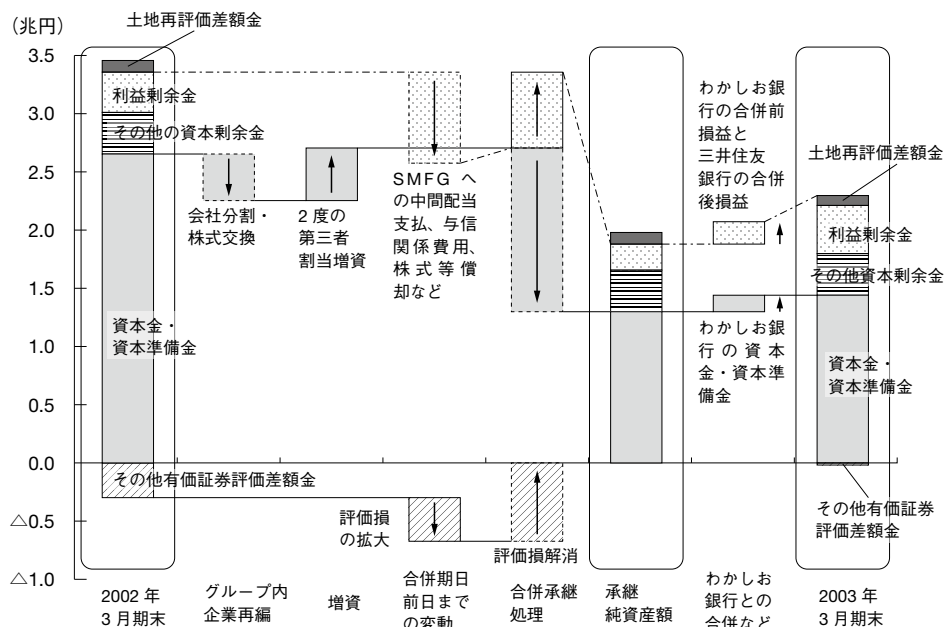 （兆円）
3.5
3.0
2.5
2.0
1.5
1.0
0.5
0.0
△0.5
△1.0
土地再評価差額金
利益剰余金
その他の資本剰余金
資本金・
資本準備金
その他有価証券評価差額金
会社分割・
株式交換
2 度の
第三者
割当増資
評価損
の拡大
SMFG へ
の中間配当
支払、与信
関係費用、
株式等償
却など
評価損解消
わかしお銀
行の合併前
損益と
三井住友
銀行の合併
後損益
わかしお銀
行の資本
金・資本準
備金
土地再評価差額金
利益剰余金
その他資本剰余金
資本金・
資本準備金
その他有価証券
評価差額金
2002 年
3 月期末
グループ内
企業再編
増資
合併期日
前日まで
の変動
合併承継
処理
承継
純資産額
わかしお
銀行との
合併など
2003 年
3 月期末